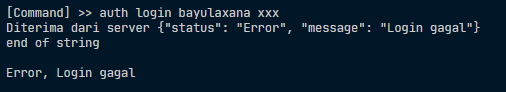 [Command] >> auth login bayulaxana xxx
Diterima dari server {"status": "Error", "message": "Login gagal"}
end of string
Error, Login gagal